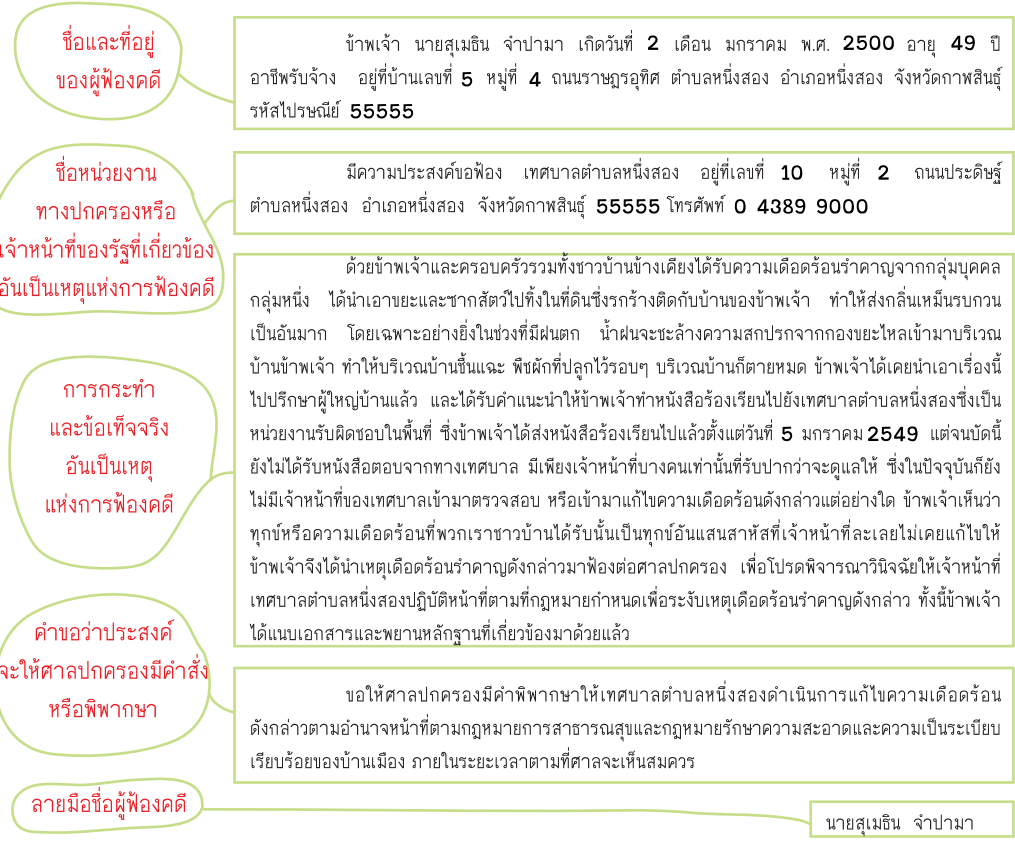 ชื่อและที่อยู่
ของผู้ฟ้องคดี
ข้าพเจ้า นายสุเมธิน จำปามา เกิดวันที่ 2 เดือน มกราคม พ.ศ. 2500 อายุ 49 ปี
อาชีพรับจ้าง อยู่ที่บ้านเลขที่ 5 หมู่ที่ 4 ถนนราษฎรอุทิศ ตำบลหนึ่งสอง อำเภอหนึ่งสอง จังหวัดกาฬสินธุ์
รหัสไปรษณีย์ 55555
ชื่อหน่วยงาน
ทางปกครองหรือ
เจ้าหน้าที่ของรัฐที่เกี่ยวข้อง
อันเป็นเหตุแห่งการฟ้องคดี
มีความประสงค์ขอฟ้อง เทศบาลตำบลหนึ่งสอง อยู่ที่เลขที่ 10 หมู่ที่ 2 ถนนประดิษฐ์
ตำบลหนึ่งสอง อำเภอหนึ่งสอง จังหวัดกาฬสินธุ์ 55555 โทรศัพท์ 0 4389 9000
การกระทำ
และข้อเท็จจริง
อันเป็นเหตุ
แห่งการฟ้องคดี
ด้วยข้าพเจ้าและครอบครัวรวมทั้งชาวบ้านข้างเคียงได้รับความเดือดร้อนรำคาญจากกลุ่มบุคคล
กลุ่มหนึ่ง ได้นำเอาขยะและซากสัตว์ไปทิ้งในที่ดินซึ่งรกร้างติดกับบ้านของข้าพเจ้า ทำให้ส่งกลิ่นเหม็นรบกวน
เป็นอันมาก โดยเฉพาะอย่างยิ่งในช่วงที่มีฝนตก น้ำฝนจะชะล้างความสกปรกจากกองขยะไหลเข้ามาบริเวณ
บ้านข้าพเจ้า ทำให้บริเวณบ้านชื้นแฉะ พืชผักที่ปลูกไว้รอบๆ บริเวณบ้านก็ตายหมด ข้าพเจ้าได้เคยนำเอาเรื่องนี้
ไปปรึกษาผู้ใหญ่บ้านแล้ว และได้รับคำแนะนำให้ข้าพเจ้าทำหนังสือร้องเรียนไปยังเทศบาลตำบลหนึ่งสองซึ่งเป็น
หน่วยงานรับผิดชอบในพื้นที่ ซึ่งข้าพเจ้าได้ส่งหนังสือร้องเรียนไปแล้วตั้งแต่วันที่ 5 มกราคม 2549 แต่จนบัดนี้
ยังไม่ได้รับหนังสือตอบจากทางเทศบาล มีเพียงเจ้าหน้าที่บางคนเท่านั้นที่รับปากว่าจะดูแลให้ ซึ่งในปัจจุบันก็ยัง
ไม่มีเจ้าหน้าที่ของเทศบาลเข้ามาตรวจสอบ หรือเข้ามาแก้ไขความเดือดร้อนดังกล่าวแต่อย่างใด ข้าพเจ้าเห็นว่า
ทุกข์หรือความเดือดร้อนที่พวกเราชาวบ้านได้รับนั้นเป็นทุกข์อันแสนสาหัสที่เจ้าหน้าที่ละเลยไม่เคยแก้ไขให้
ข้าพเจ้าจึงได้นำเหตุเดือดร้อนรำคาญดังกล่าวมาฟ้องต่อศาลปกครอง เพื่อโปรดพิจารณาวินิจฉัยให้เจ้าหน้าที่
เทศบาลตำบลหนึ่งสองปฏิบัติหน้าที่ตามที่กฎหมายกำหนดเพื่อระงับเหตุเดือดร้อนรำคาญดังกล่าว ทั้งนี้ข้าพเจ้า
ได้แนบเอกสารและพยานหลักฐานที่เกี่ยวข้องมาด้วยแล้ว
คำขอว่าประสงค์
จะให้ศาลปกครองมีคำสั่ง
หรือพิพากษา
ขอให้ศาลปกครองมีคำพิพากษาให้เทศบาลตำบลหนึ่งสองดำเนินการแก้ไขความเดือดร้อน
ดังกล่าวตามอำนาจหน้าที่ตามกฎหมายการสาธารณสุขและกฎหมายรักษาความสะอาดและความเป็นระเบียบ
เรียบร้อยของบ้านเมือง ภายในระยะเวลาตามที่ศาลจะเห็นสมควร
ลายมือชื่อผู้ฟ้องคดี
นายสุเมธิน จำปามา